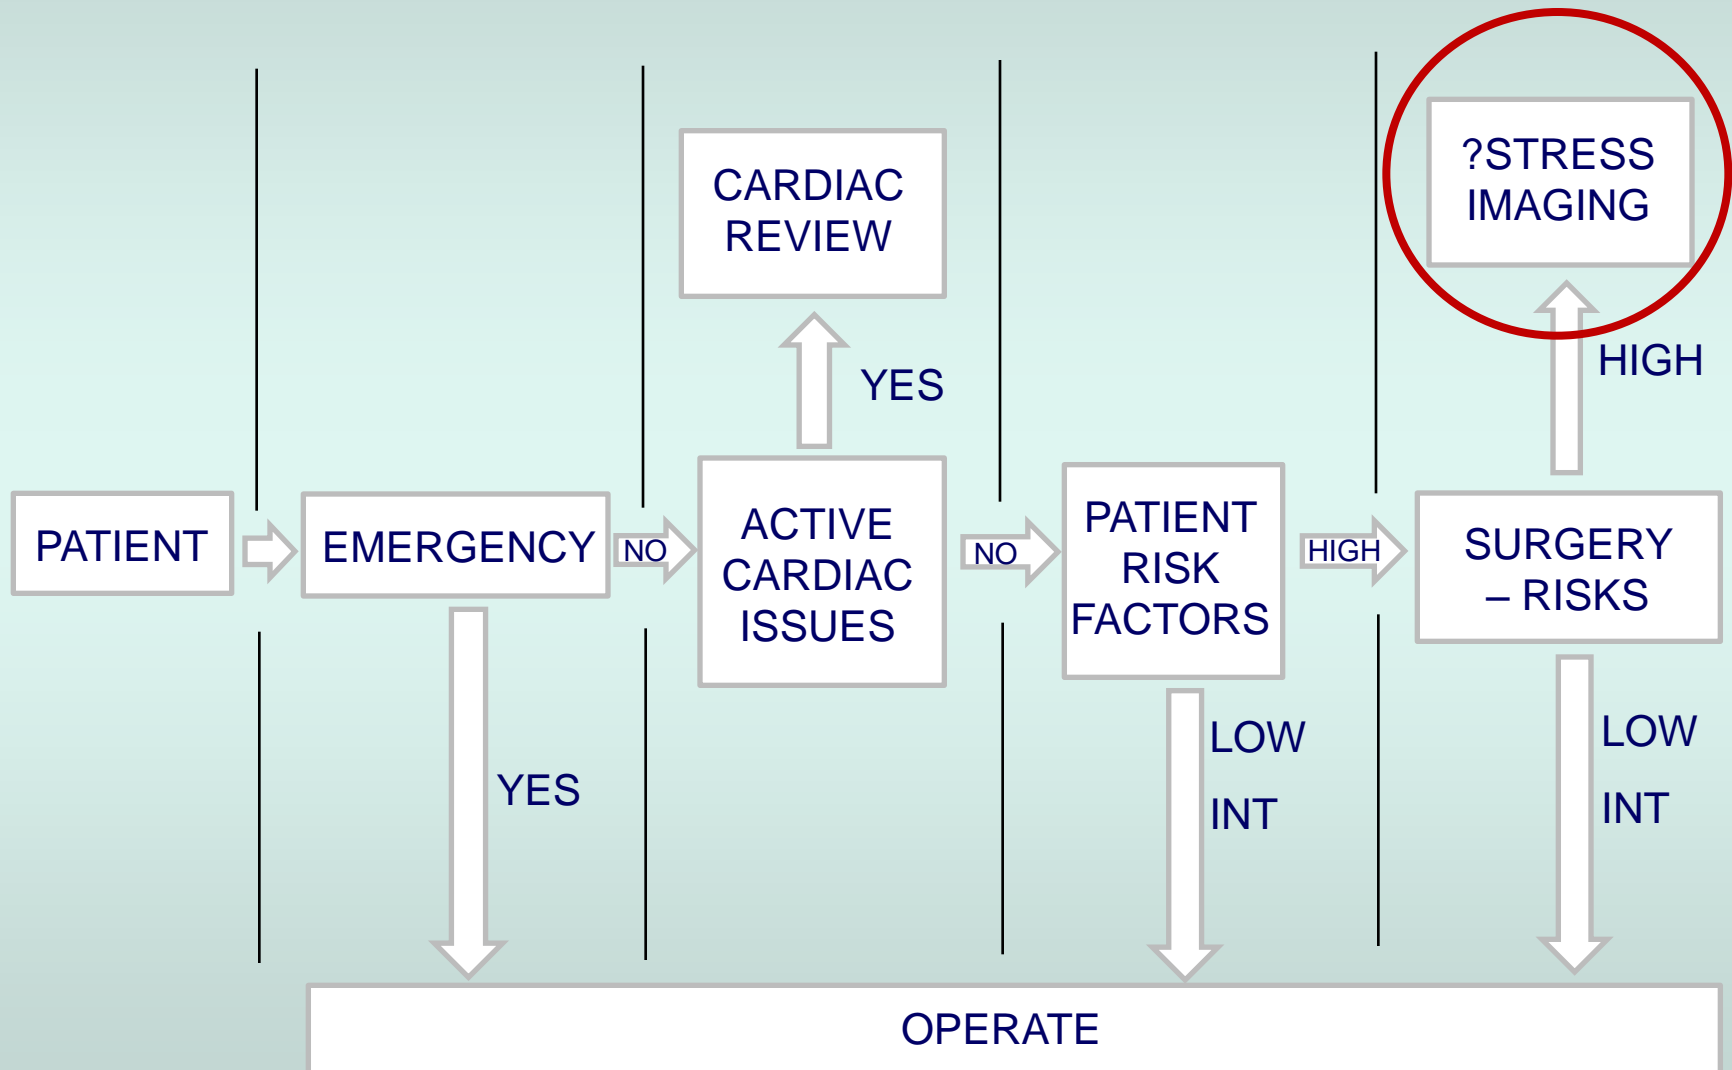 ?STRESS
IMAGING
CARDIAC
REVIEW
HIGH
YES
PATIENT
EMERGENCY
NO
ACTIVE
CARDIAC
ISSUES
NO
PATIENT
RISK
FACTORS
HIGH
SURGERY
– RISKS
YES
LOW
INT
LOW
INT
OPERATE